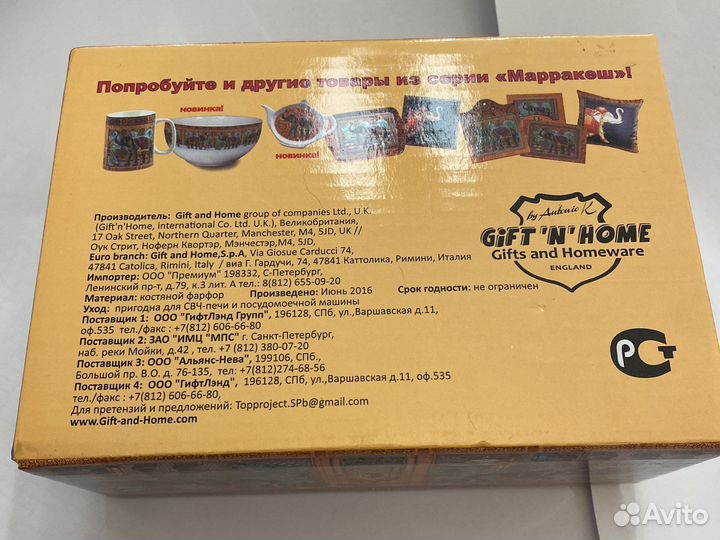 Попробуйте и другие товары из серии «Марракеш»!
новинка!
новинка!
Производитель: Gift and Home group of companies Ltd., U.K.
(Gift'n'Home, international Co. Ltd. U.K.), Великобритания,
17 Oak Street, Northern Quarter, Manchester, M4, 5JD, UK //
Оук Стрит, Ноферн Квортэр, Мэнчестэр,M4, 5JD,
Euro branch: Gift and Home,S.p.A, Via Giosue Carducci 74,
47841 Catolica, Rimini, Italy / виа Г. Гардучи, 74, 47841 Каттолика, Римини, Италия
Импортер: ООО "Премиум" 198332, С-Петербург,
Ленинский пр-т, д.79, к.3 лит. А тел.: 8(812) 655-09-20
Материал: костяной фарфор Произведено: Июнь 2016 Срок годности: не ограничен
Уход: пригодна для СВЧ-печи и посудомоечной машины
Поставщик 1: ООО "ГифтЛэнд Групп", 196128, СПб, ул.,Варшавская д.11,
оф.535 тел./факс : +7(812) 606-66-80
Поставщик 2: ЗАО "ИМЦ "МПС" г. Санкт-Петербург,
наб. реки Мойки, д.42 , тел. +7 (812) 380-07-20
Поставщик 3: ООО "Альянс-Нева", 199106, СПб.,
Большой пр. В.О. д. 76-135, тел.: +7(812)274-68-56
Поставщик 4: ООО "ГифтЛэнд", 196128, СПб, ул.,Варшавская д.11, оф.535
тел./факс : +7(812) 606-66-80,
Для претензий и предложений: Topproject.SPb@gmail.com
www.Gift-and-Home.com
by Antonio K
GiFT 'N' HOME
Gifts and Homeware
ENGLAND
РСТ
Avito